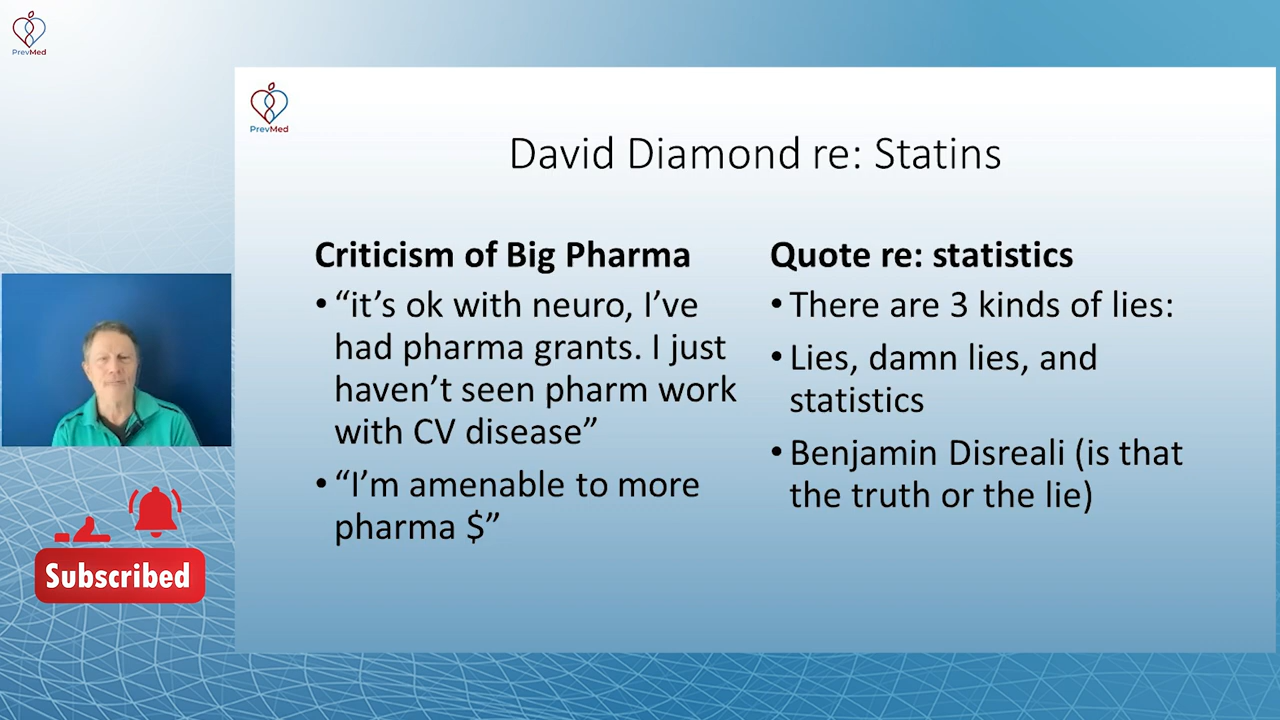 PrevMed
PrevMed
David Diamond re: Statins
Criticism of Big Pharma
• “it’s ok with neuro, I’ve
had pharma grants. I just
haven’t seen pharm work
with CV disease”
• “I’m amenable to more
pharma $”
Quote re: statistics
• There are 3 kinds of lies:
• Lies, damn lies, and
statistics
• Benjamin Disreali (is that
the truth or the lie)
Subscribed